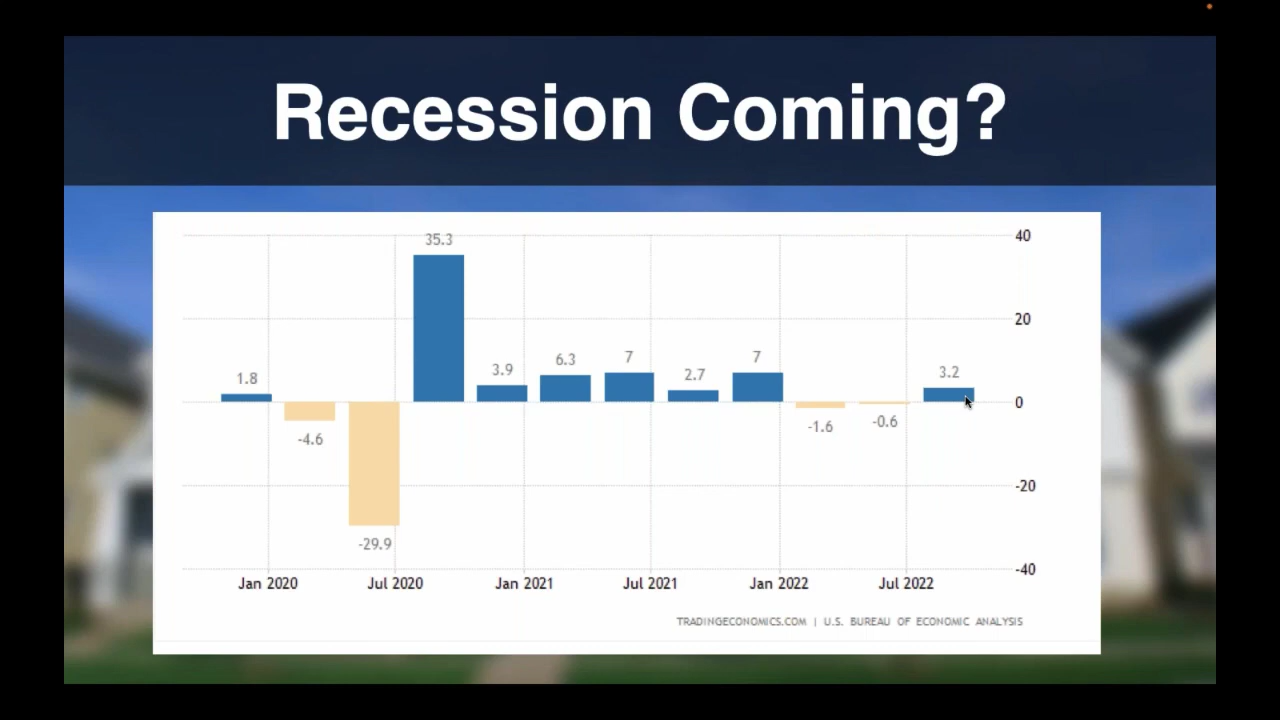 Recession Coming?
35.3
40
20
1.8
3.9
6.3
7
2.7
7
3.2
0
-4.6
-1.6
-0.6
-20
-29.9
-40
Jan 2020
Jul 2020
Jan 2021
Jul 2021
Jan 2022
Jul 2022
TRADINGECONOMICS.COM | U.S. BUREAU OF ECONOMIC ANALYSIS